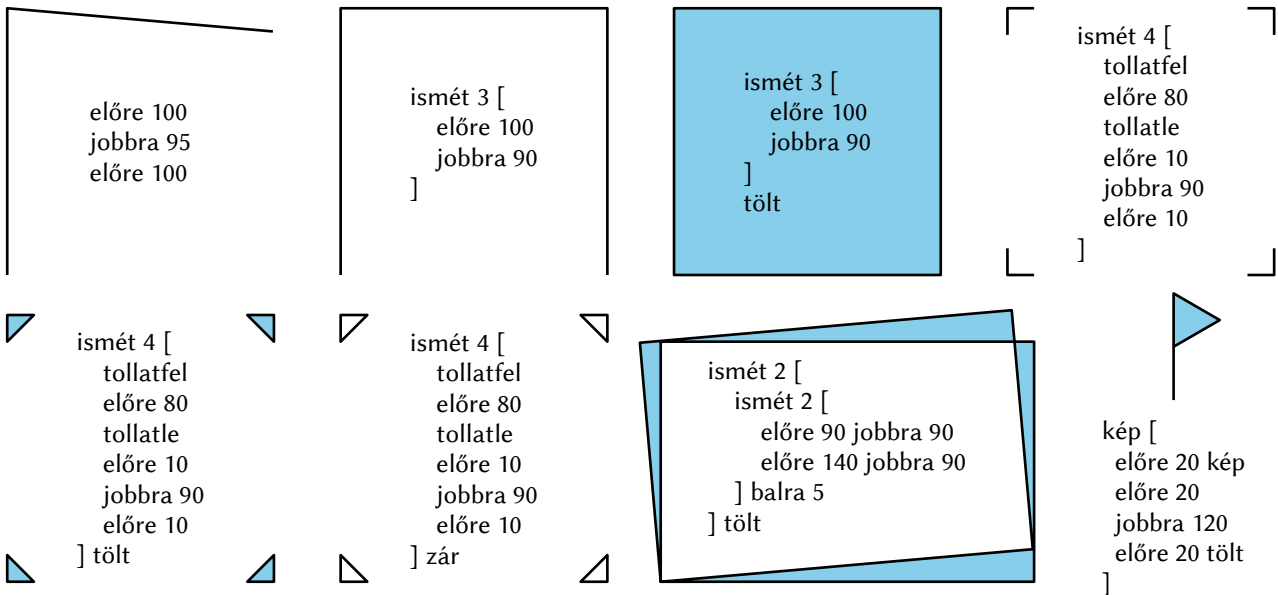 előre 100
jobbra 95
előre 100
ismét 3 [
előre 100
jobbra 90
]
ismét 3 [
előre 100
jobbra 90
]
tölt
ismét 4 [
tollatfel
előre 80
tollatle
előre 10
jobbra 90
előre 10
]
ismét 4 [
tollatfel
előre 80
tollatle
előre 10
jobbra 90
előre 10
] tölt
ismét 4 [
tollatfel
előre 80
tollatle
előre 10
jobbra 90
előre 10
] zár
ismét 2 [
ismét 2 [
előre 90 jobbra 90
előre 140 jobbra 90
] balra 5
] tölt
kép [
előre 20 kép
előre 20
jobbra 120
előre 20 tölt
]